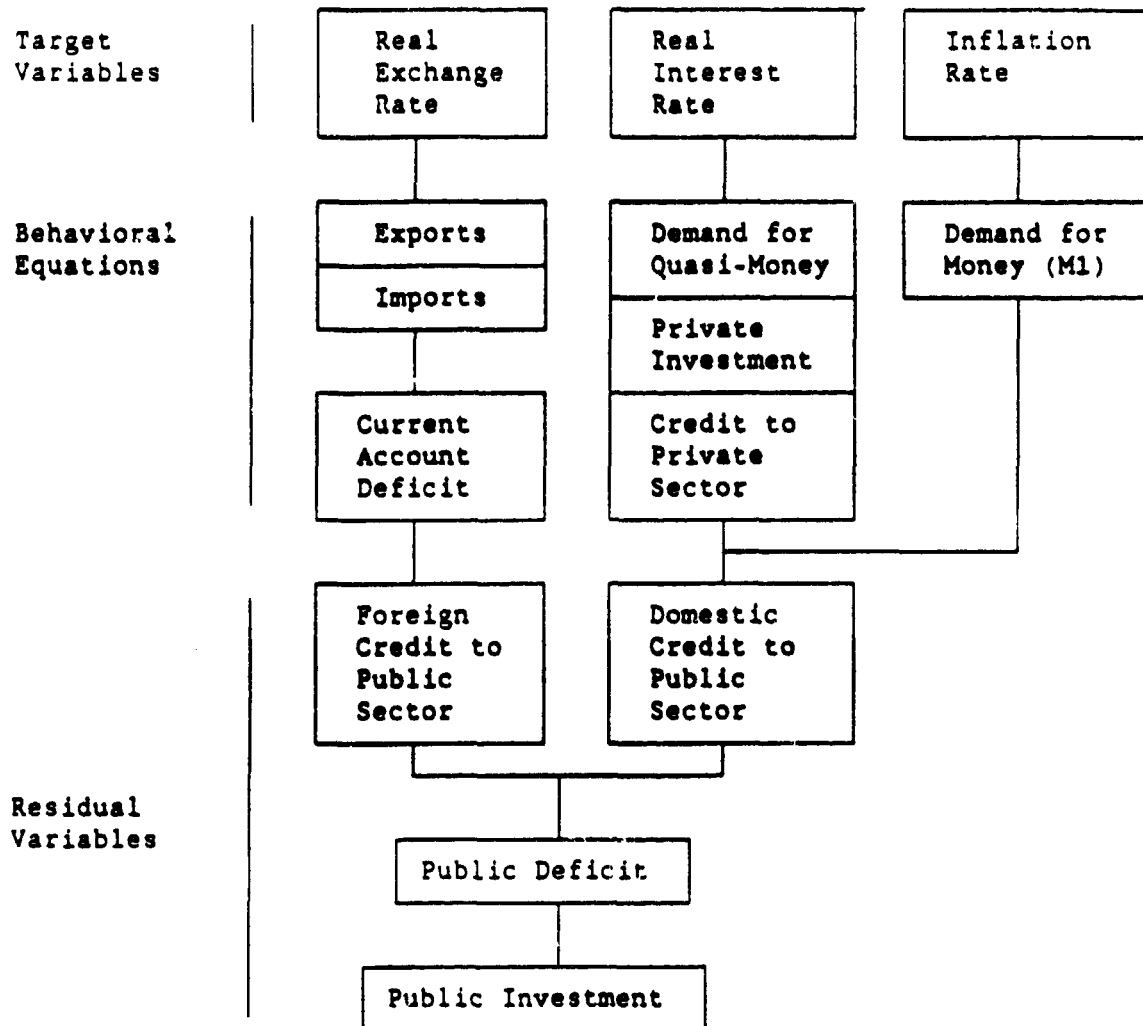 Target
Variables
Real
Exchange
Rate
Real
Interest
Rate
Inflation
Rate
Behavioral
Equations
Exports
Imports
Current
Account
Deficit
Demand for
Quasi-Money
Private
Investment
Credit to
Private
Sector
Demand for
Money (M1)
Residual
Variables
Foreign
Credit to
Public
Sector
Domestic
Credit to
Public
Sector
Public Deficit
Public Investment